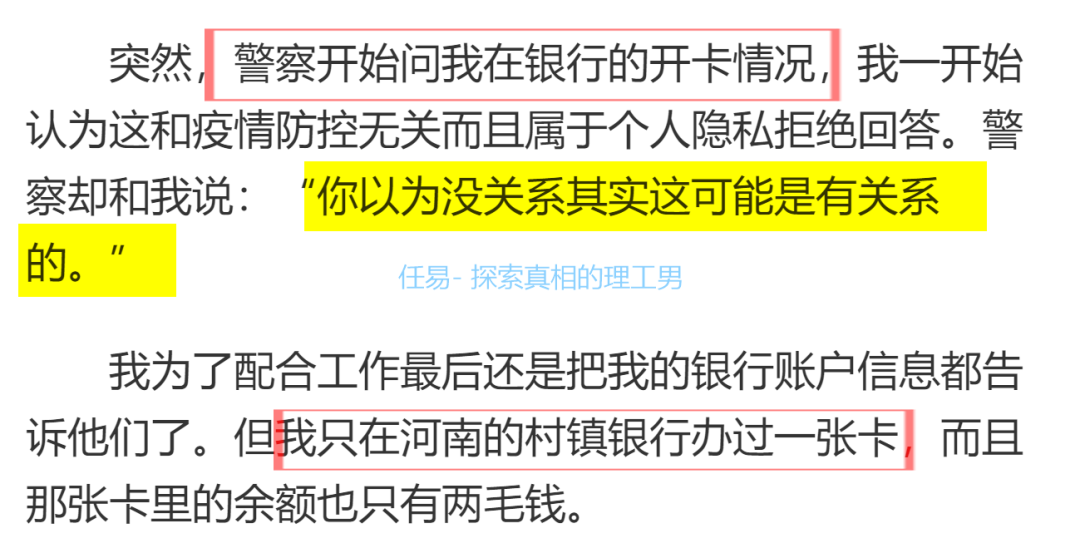 突然，警察开始问我在银行的开卡情况，我一开始
认为这和疫情防控无关而且属于个人隐私拒绝回答。警
察却和我说：“你以为没关系其实这可能是有关系
的。”
任易- 探索真相的理工男
我为了配合工作最后还是把我的银行账户信息都告
诉他们了。但我只在河南的村镇银行办过一张卡，而且
那张卡里的余额也只有两毛钱。